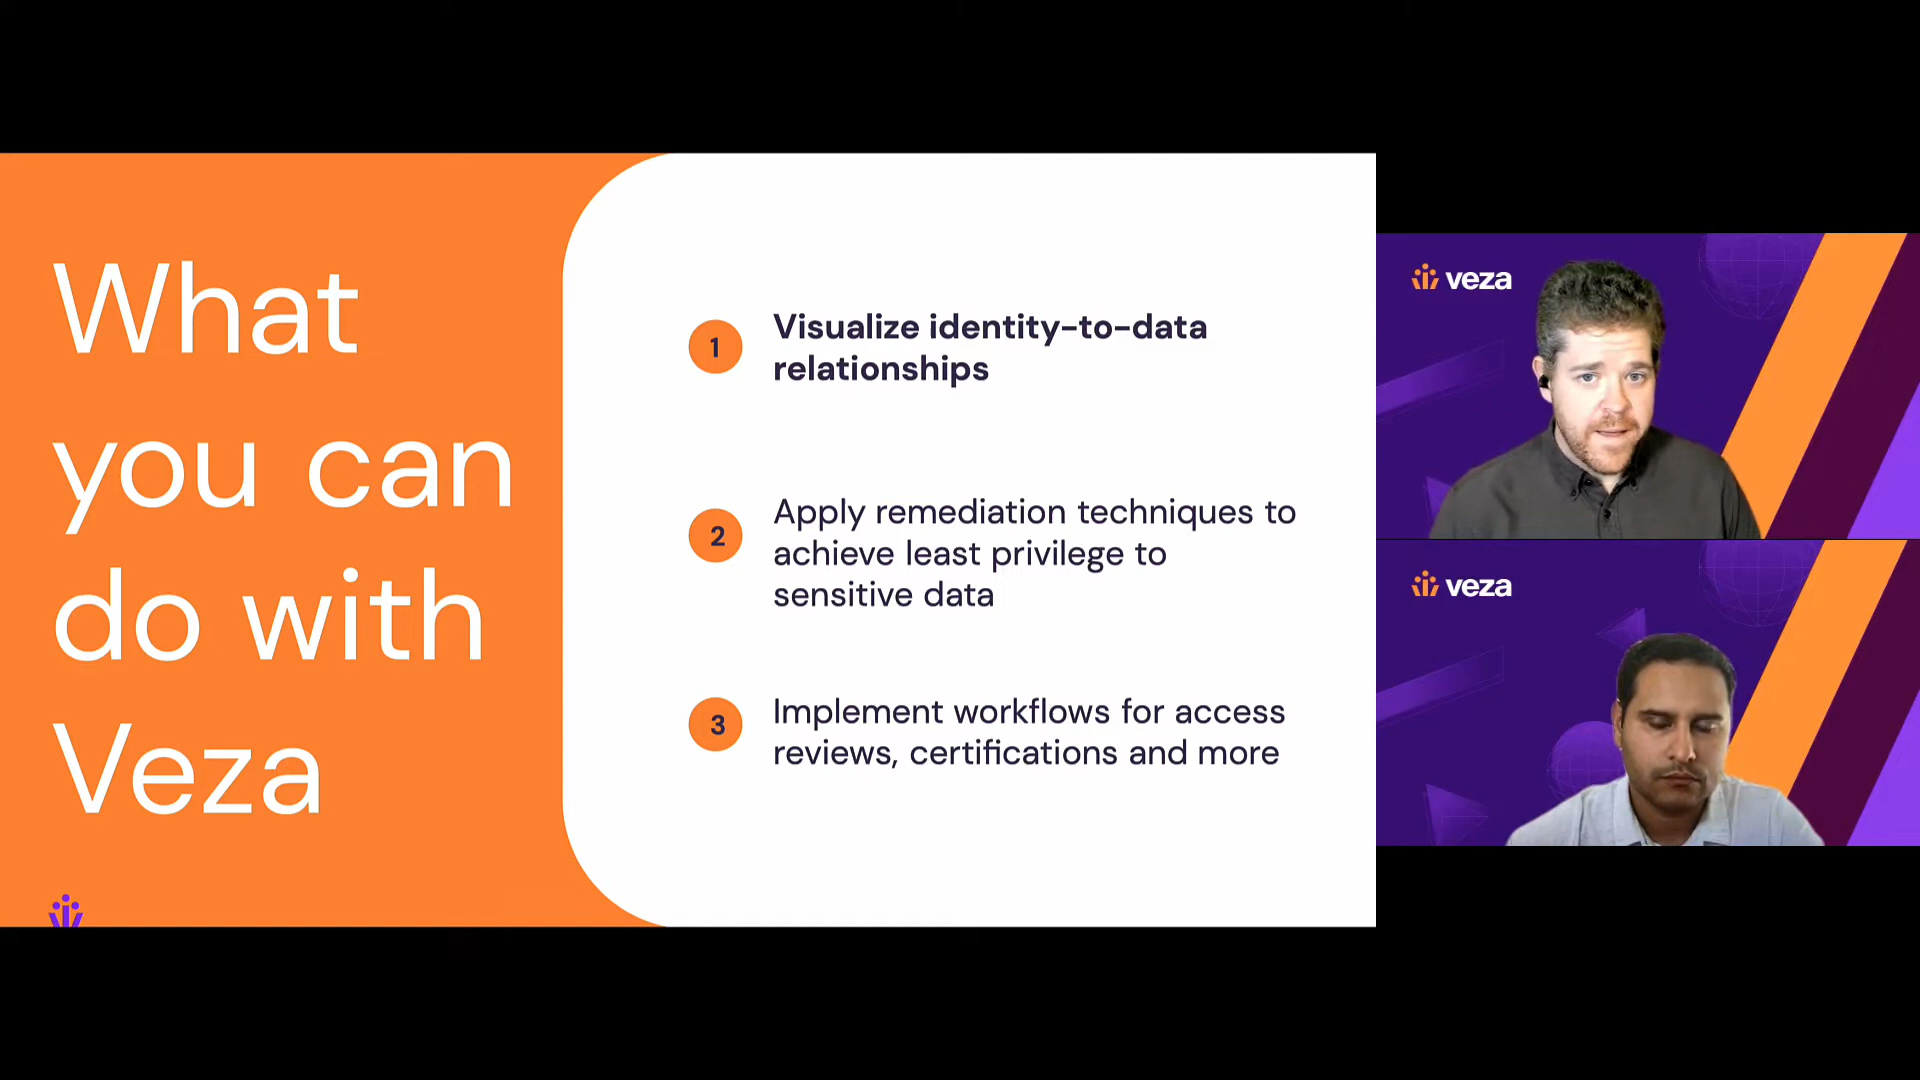 What
you can
do with
Veza
1
Visualize identity-to-data
relationships
2
Apply remediation techniques to
achieve least privilege to
sensitive data
3
Implement workflows for access
reviews, certifications and more
veza
veza